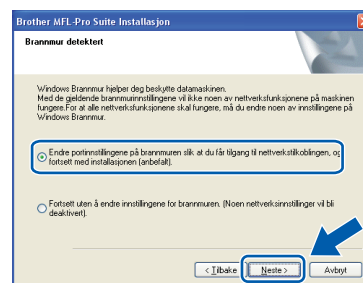 Brother MFL-Pro Suite Installasjon
Brannmur detektert
Windows Brannmur hjelper deg beskytte datamaskinen.
Med de gjeldende brannmurinnstillingene vil ikke noen av nettverksfunksjonene på maskinen
fungere.For at alle nettverksfunksjonene skal fungere, må du endre noen av innstillingene på
Windows Brannmur.
Endre portinnstillingene på brannmuren slik at du får tilgang til nettverkstilkoblingen, og
fortsett med installasjonen (anbefalt).
Fortsett uten å endre innstillingene for brannmuren. (Noen nettverksinnstillinger vil bli
deaktivert).
< Tilbake Neste > Avbryt